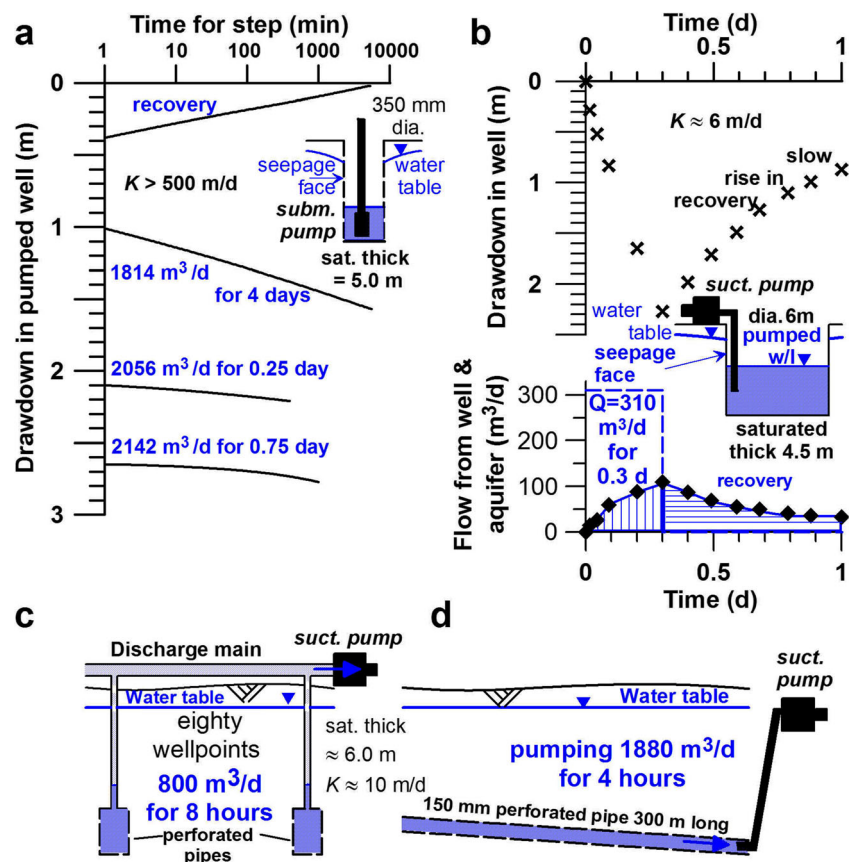 a
Time for step (min)
1 10 100 1000 10000
Drawdown in pumped well (m)
0
1
2
3
recovery
350 mm
dia.
seepage
face
water
table
K > 500 m/d
subm.
pump
sat. thick
= 5.0 m
1814 m³/d
for 4 days
2056 m³/d for 0.25 day
2142 m³/d for 0.75 day
b
Time (d)
0 0.5 1
Drawdown in well (m)
0
1
2
K ≈ 6 m/d
slow
rise in
recovery
suct. pump
water
table
dia.6m
pumped
w/l
seepage
face
saturated
thick 4.5 m
Flow from well &
aquifer (m³/d)
300
200
100
0
Q=310
m³/d
for
0.3 d
recovery
0 0.5 1
Time (d)
c
Discharge main
suct. pump
Water table
eighty
wellpoints
800 m³/d
for 8 hours
perforated
pipes
sat. thick
≈ 6.0 m
K ≈ 10 m/d
d
suct.
pump
Water table
pumping 1880 m³/d
for 4 hours
150 mm perforated pipe 300 m long